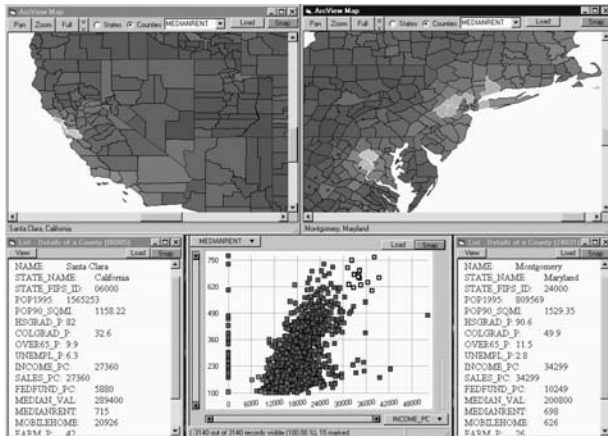 ArcView Map
Pan Zoom Full States Counties MEDIANRENT Load Snap
ArcView Map
Pan Zoom Full States Counties MEDIANRENT Load Snap
Santa Clara, California
Montgomery, Maryland
List - Details of a County
View Load Snap
NAME Santa Clara
STATE_NAME California
STATE_FIPS_ID: 06000
POP1995: 1565253
POP90_SQMI: 1158.22
HSGRAD_P: 82
COLGRAD_P: 32.6
OVER65_P: 9.9
UNEMPL_P: 6.3
INCOME_PC: 27360
SALES_PC: 27360
FEDFUND_PC: 5880
MEDIAN_VAL: 289400
MEDIANRENT: 715
MOBILEHOME: 20926
FARM_P: 42
MEDIANRENT Load Snap
750
490
360
230
100
0 6000 12000 18000 24000 30000 36000 42000 48000
INCOME_PC
3140 out of 3140 records visible (100.00 %), 15 marked
List - Details of a County (24031)
View Load Snap
NAME: Montgomery
STATE_NAME: Maryland
STATE_FIPS_ID: 24000
POP1995: 809569
POP90_SQMI: 1529.35
HSGRAD_P: 90.6
COLGRAD_P: 49.9
OVER65_P: 11.5
UNEMPL_P: 2.8
INCOME_PC: 34299
SALES_PC: 34299
FEDFUND_PC: 10249
MEDIAN_VAL: 200800
MEDIANRENT: 698
MOBILEHOME: 626
FARM_P: 26